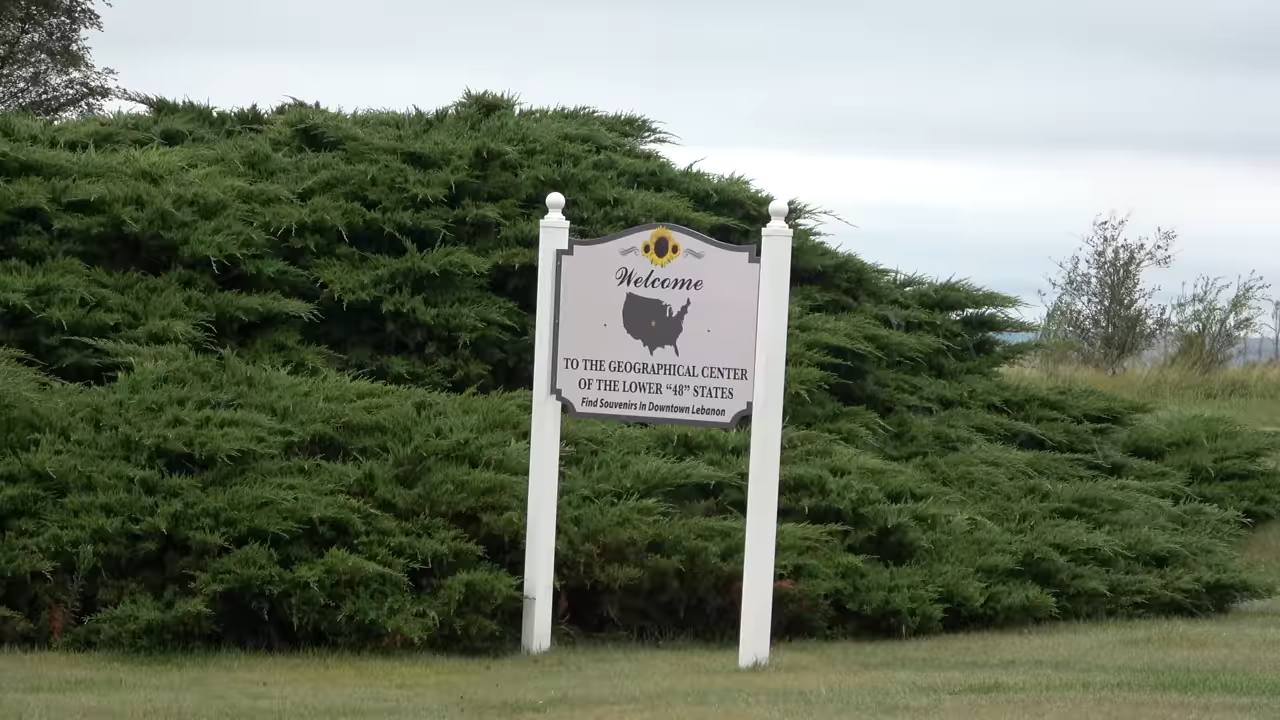 Welcome
TO THE GEOGRAPHICAL CENTER
OF THE LOWER “48” STATES
Find Souvenirs In Downtown Lebanon